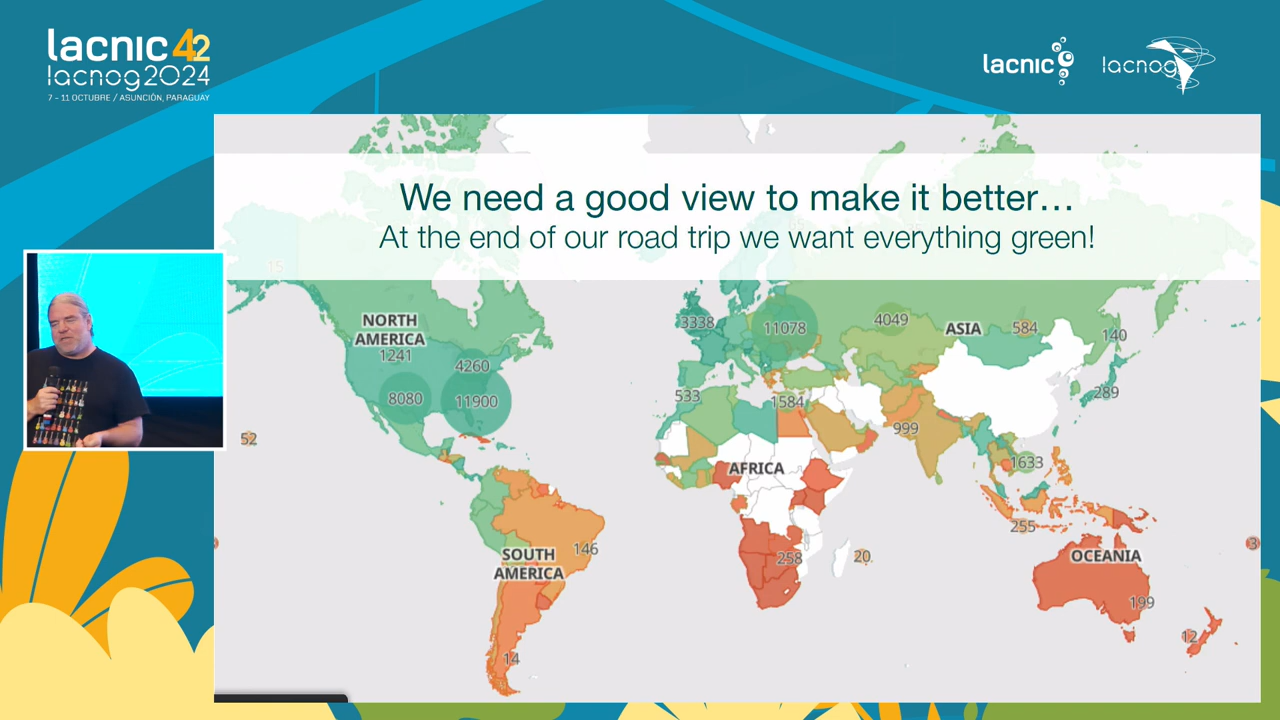 lacnic 42
lacnog2024
7 - 11 OCTUBRE / ASUNCIÓN, PARAGUAY
lacnic
lacnog
We need a good view to make it better...
At the end of our road trip we want everything green!
15
NORTH
AMERICA
1241
4260
8080
11900
52
3338
11078
4049
ASIA
584
140
533
1584
289
999
AFRICA
1633
255
SOUTH
AMERICA
146
258
20
OCEANIA
3
199
12
14